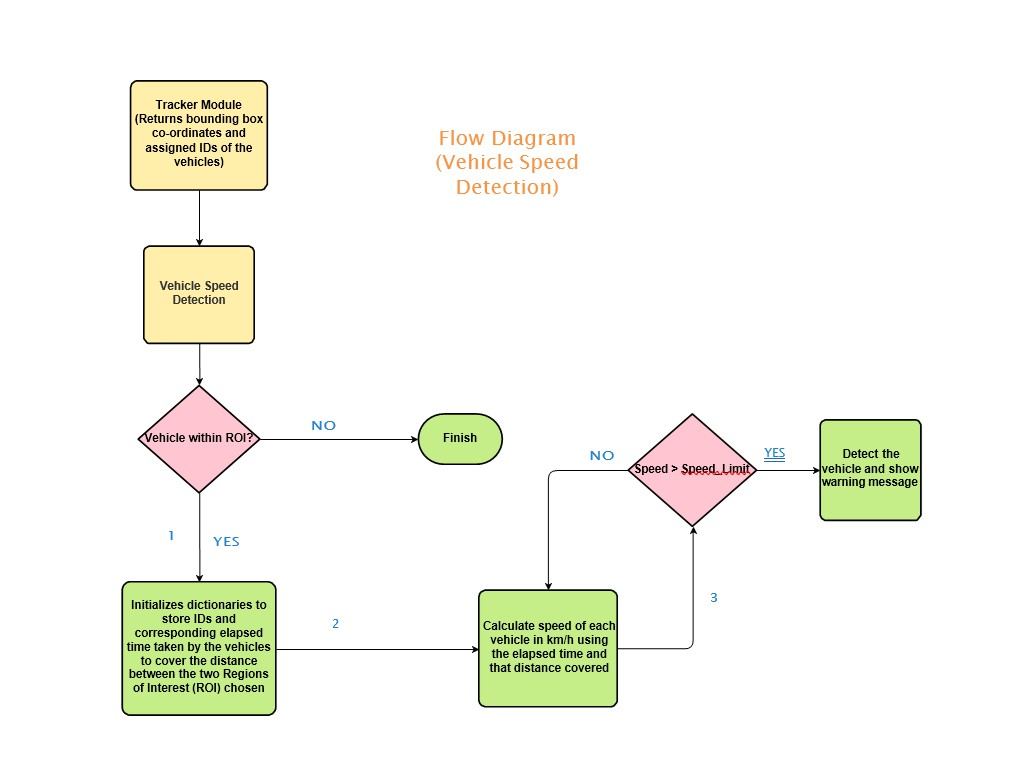 Tracker Module
(Returns bounding box
co-ordinates and
assigned IDs of the
vehicles)
Flow Diagram
(Vehicle Speed
Detection)
Vehicle Speed
Detection
Vehicle within ROI?
NO
Finish
1
YES
Initializes dictionaries to
store IDs and
corresponding elapsed
time taken by the vehicles
to cover the distance
between the two Regions
of Interest (ROI) chosen
2
Calculate speed of each
vehicle in km/h using
the elapsed time and
that distance covered
3
NO
Speed > Speed_Limit
YES
Detect the
vehicle and show
warning message